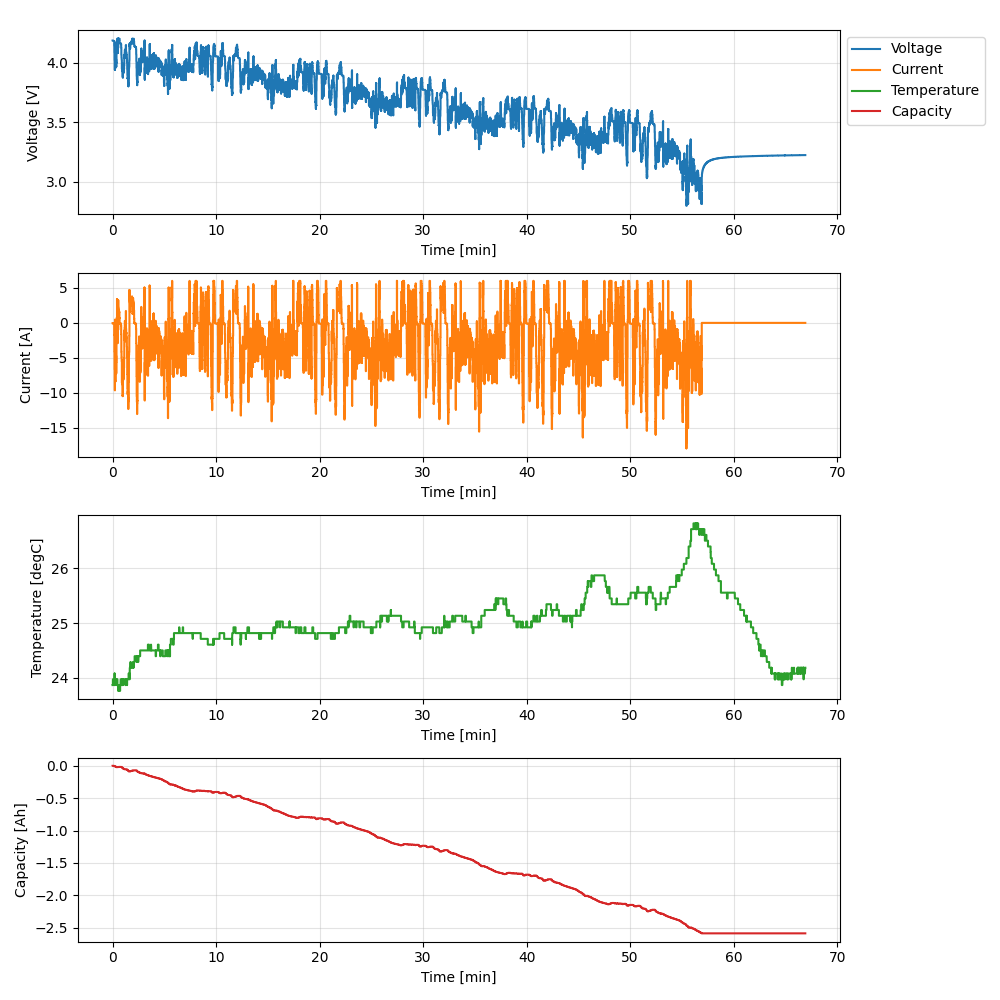 4.0
3.5
3.0
Voltage [V]
0 10 20 30 40 50 60 70
Time [min]
Voltage
Current
Temperature
Capacity
5
0
−5
−10
−15
Current [A]
0 10 20 30 40 50 60 70
Time [min]
26
25
24
Temperature [degC]
0 10 20 30 40 50 60 70
Time [min]
0.0
−0.5
−1.0
−1.5
−2.0
−2.5
Capacity [Ah]
0 10 20 30 40 50 60 70
Time [min]